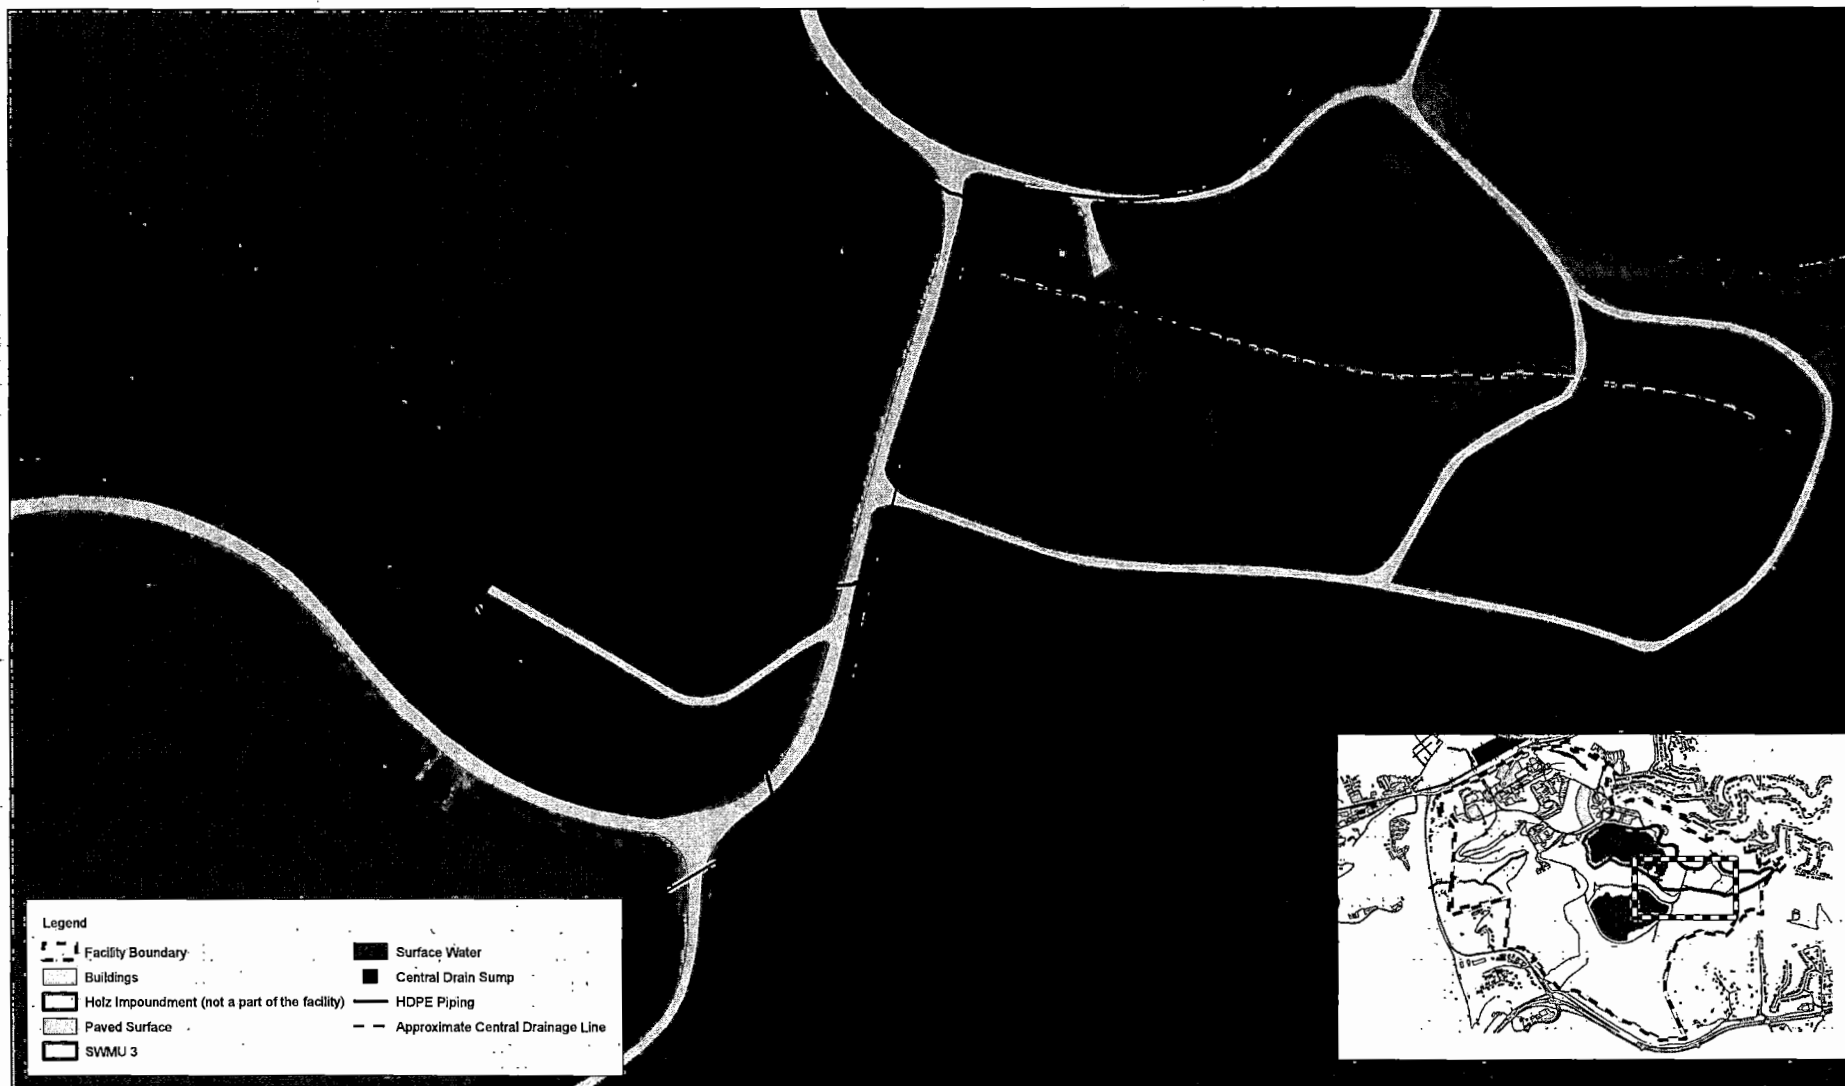 Legend
Facility Boundary
Buildings
Holz Impoundment (not a part of the facility)
Paved Surface
SWMU 3
Surface Water
Central Drain Sump
HDPE Piping
Approximate Central Drainage Line